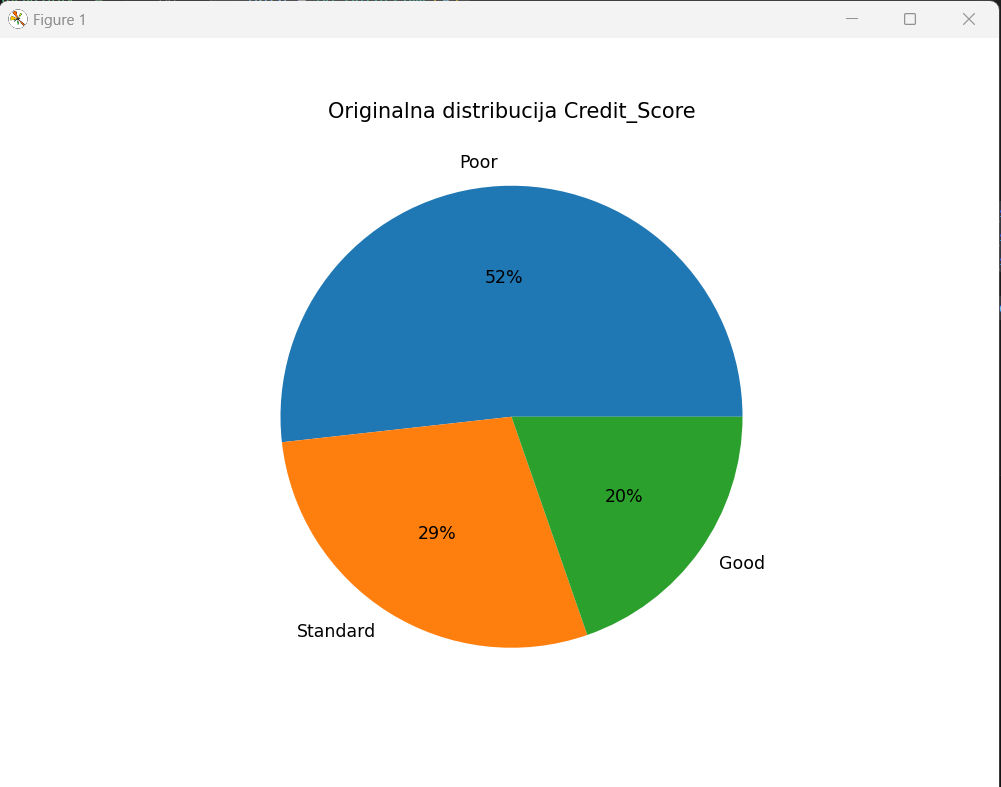 Figure 1
Originalna distribucija Credit_Score
Poor
52%
20%
29%
Good
Standard